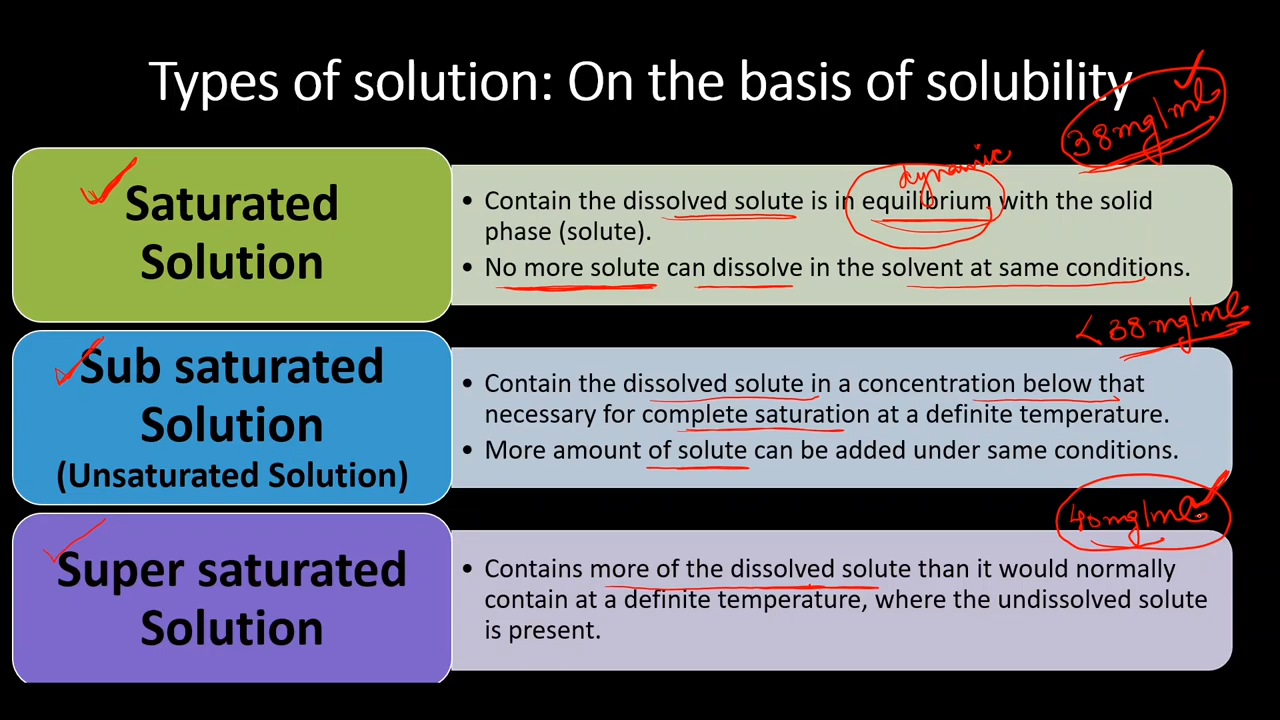 Types of solution: On the basis of solubility
38mg/ml
Saturated
Solution
dynamic
• Contain the dissolved solute is in equilibrium with the solid
phase (solute).
• No more solute can dissolve in the solvent at same conditions.
< 38 mg/ml
Sub saturated
Solution
(Unsaturated Solution)
• Contain the dissolved solute in a concentration below that
necessary for complete saturation at a definite temperature.
• More amount of solute can be added under same conditions.
40mg/ml
Super saturated
Solution
• Contains more of the dissolved solute than it would normally
contain at a definite temperature, where the undissolved solute
is present.